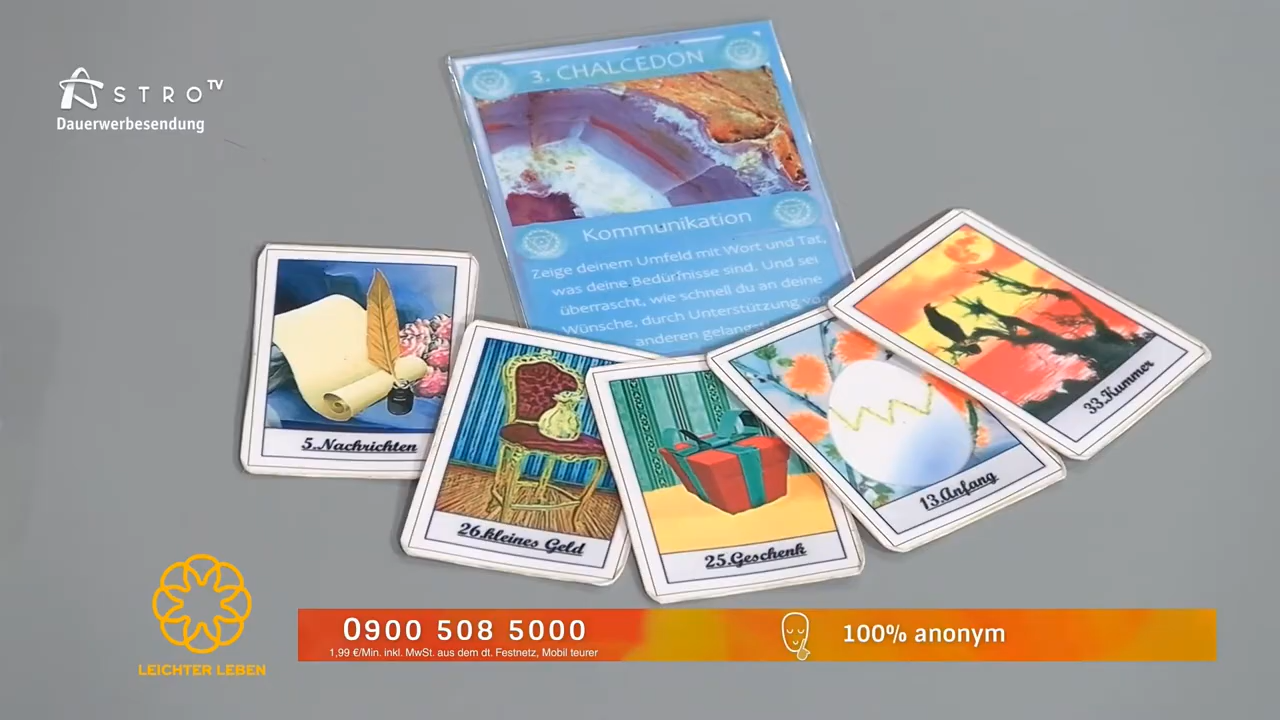 ASTRO TV
Dauerwerbesendung
3. CHALCEDON
Kommunikation
Zeige deinem Umfeld mit Wort und Tat,
was deine Bedürfnisse sind. Und sei
überrascht, wie schnell du an deine
Wünsche, durch Unterstützung
anderen
5.Nachrichten
26.kleines Geld
25.Geschenk
13.Anfang
33.Kummer
LEICHTER LEBEN
0900 508 5000
1,99 €/Min. inkl. MwSt. aus dem dt. Festnetz, Mobil teurer
100% anonym